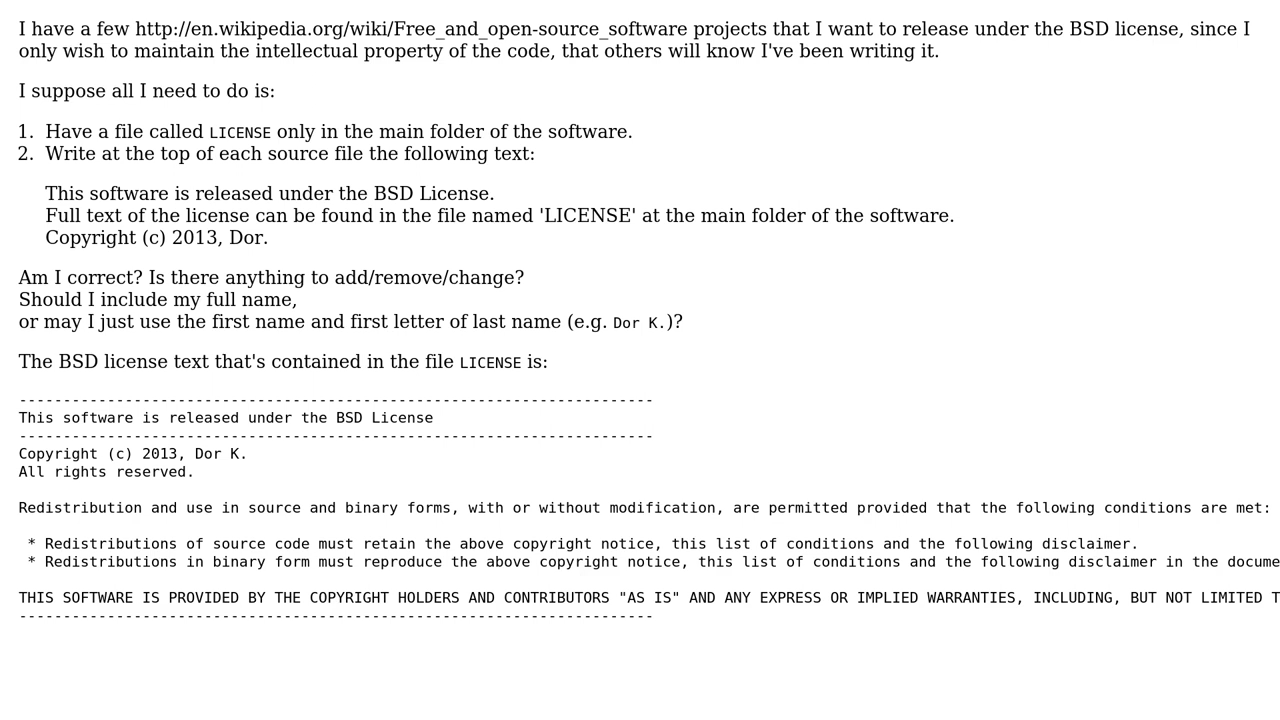 I have a few http://en.wikipedia.org/wiki/Free_and_open-source_software projects that I want to release under the BSD license, since I
only wish to maintain the intellectual property of the code, that others will know I've been writing it.
I suppose all I need to do is:
1. Have a file called LICENSE only in the main folder of the software.
2. Write at the top of each source file the following text:
This software is released under the BSD License.
Full text of the license can be found in the file named 'LICENSE' at the main folder of the software.
Copyright (c) 2013, Dor.
Am I correct? Is there anything to add/remove/change?
Should I include my full name,
or may I just use the first name and first letter of last name (e.g. Dor K.)?
The BSD license text that's contained in the file LICENSE is:
------------------------------------------------------------------------
This software is released under the BSD License
------------------------------------------------------------------------
Copyright (c) 2013, Dor K.
All rights reserved.
Redistribution and use in source and binary forms, with or without modification, are permitted provided that the following conditions are met:
* Redistributions of source code must retain the above copyright notice, this list of conditions and the following disclaimer.
* Redistributions in binary form must reproduce the above copyright notice, this list of conditions and the following disclaimer in the docume
THIS SOFTWARE IS PROVIDED BY THE COPYRIGHT HOLDERS AND CONTRIBUTORS "AS IS" AND ANY EXPRESS OR IMPLIED WARRANTIES, INCLUDING, BUT NOT LIMITED T
------------------------------------------------------------------------